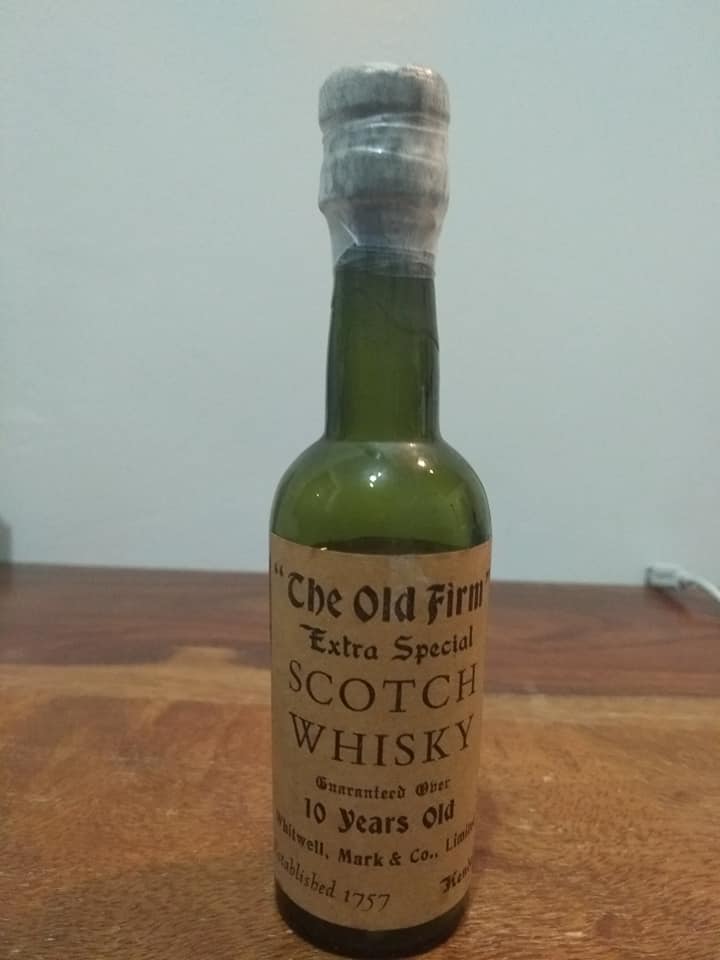 "The Old Firm"
Extra Special
SCOTCH
WHISKY
Guaranteed Over
10 Years Old
Whitwell, Mark & Co., Limited
Established 1757